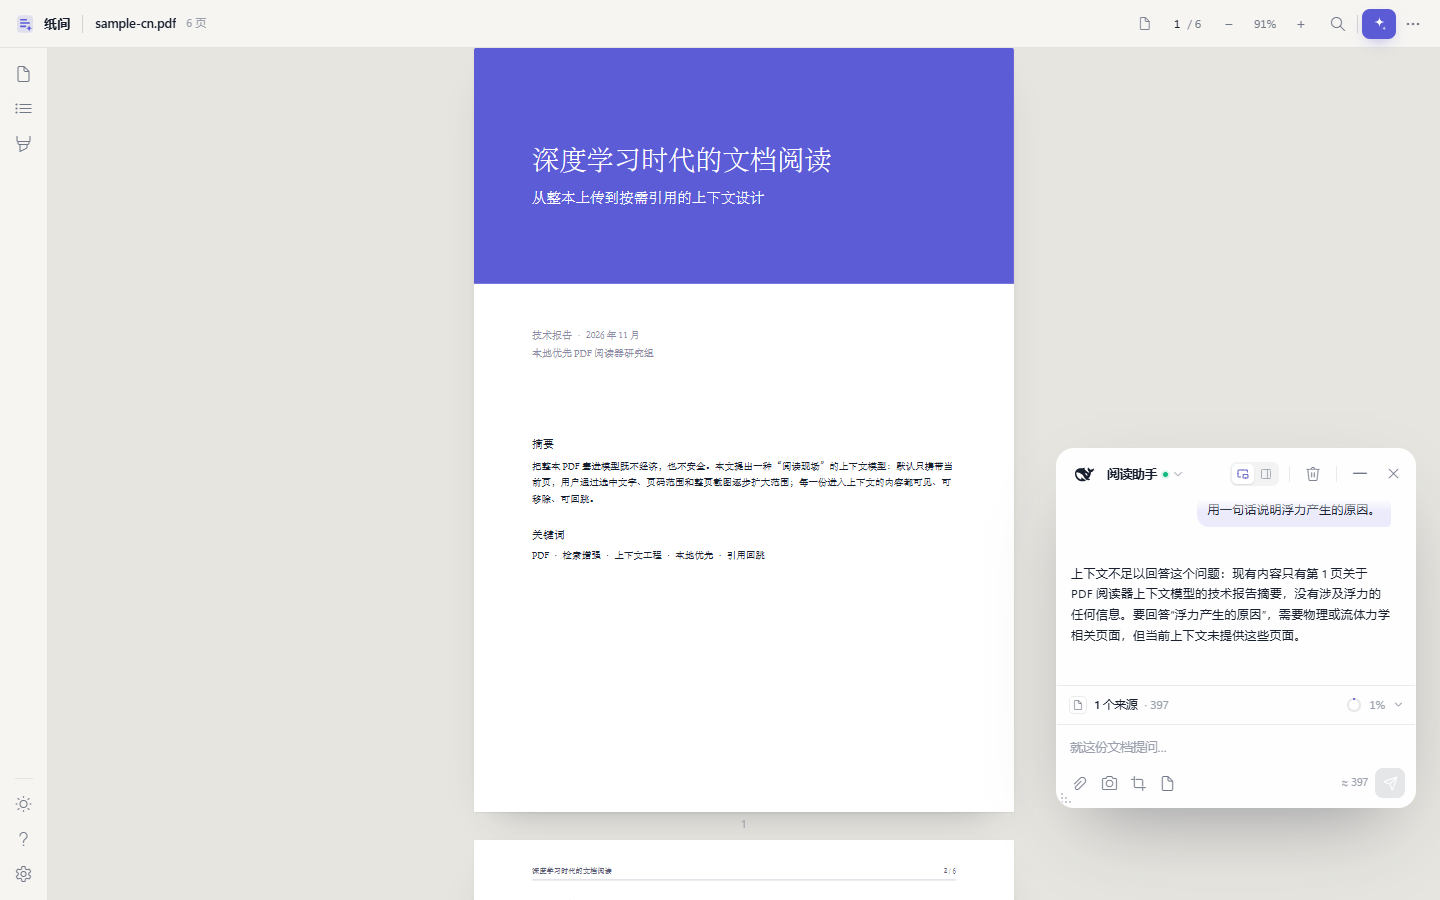 纸间
sample-cn.pdf 6 页
1 / 6
91%
深度学习时代的文档阅读
从整本上传到按需引用的上下文设计
技术报告 · 2026 年 11 月
本地优先 PDF 阅读器研究组
摘要
把整本 PDF 塞进模型既不经济，也不安全。本文提出一种“阅读现场”的上下文模型：默认只携带当
前页，用户通过选中文字、页码范围和整页截图逐步扩大范围；每一份进入上下文的内容都可见、可
移除、可回跳。
关键词
PDF · 检索增强 · 上下文工程 · 本地优先 · 引用回跳
1
深度学习时代的文档阅读
2 / 6
阅读助手
用一句话说明浮力产生的原因。
上下文不足以回答这个问题：现有内容只有第 1 页关于
PDF 阅读器上下文模型的技术报告摘要，没有涉及浮力的
任何信息。要回答"浮力产生的原因"，需要物理或流体力学
相关页面，但当前上下文未提供这些页面。
1 个来源 · 397
1%
就这份文档提问...
≈ 397